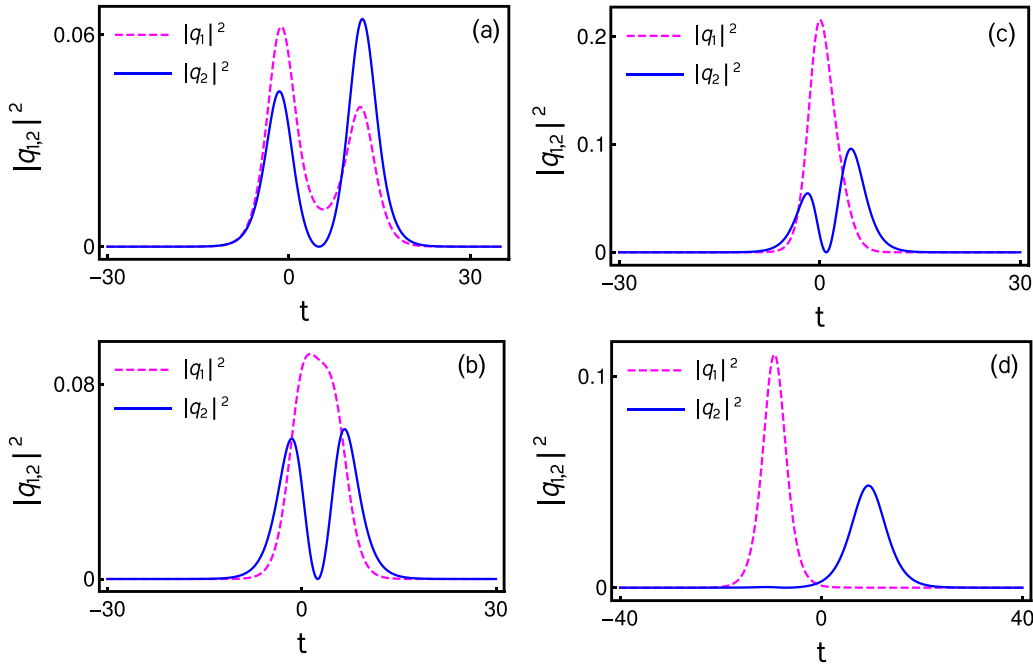 (a)
|q₁|²
|q₂|²
|q₁,₂|²
0.06
0
−30
0
30
t
(c)
|q₁|²
|q₂|²
|q₁,₂|²
0.2
0.1
0
−30
0
30
t
(b)
|q₁|²
|q₂|²
|q₁,₂|²
0.08
0
−30
0
30
t
(d)
|q₁|²
|q₂|²
|q₁,₂|²
0.1
0
−40
0
40
t